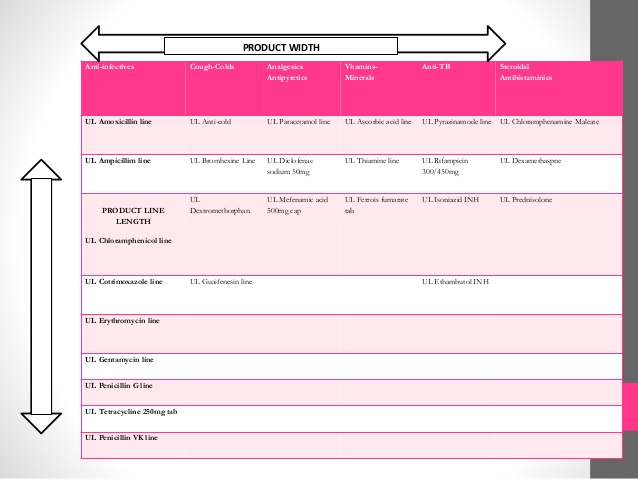 PRODUCT WIDTH
Anti-infectives Cough-Colds Analgesics Antipyretics Vitamins-Minerals Anti-TB Steroidal Antihistaminics
UL Amoxicillin line UL Anti-cold UL Paracetamol line UL Ascorbic acid line UL Pyrazinamode line UL Chloramphenamine Maleate
UL Ampicillim line UL Bromhexine Line UL Diclofenac sodium 50mg UL Thiamine line UL Rifampicin 300/450mg UL Dexamethaspne
PRODUCT LINE LENGTH
UL Chloramphenicol line UL Dextromethorphan UL Mefenamic acid 500mg cap UL Ferrois fumarate tab UL Isoniazid INH UL Prednisolone
UL Cotrimoxazole line UL Guaifenesin line UL Ethambutol INH
UL Erythromycin line
UL Gentamycin line
UL Penicillin G line
UL Tetracycline 250mg tab
UL Penicillin VK line